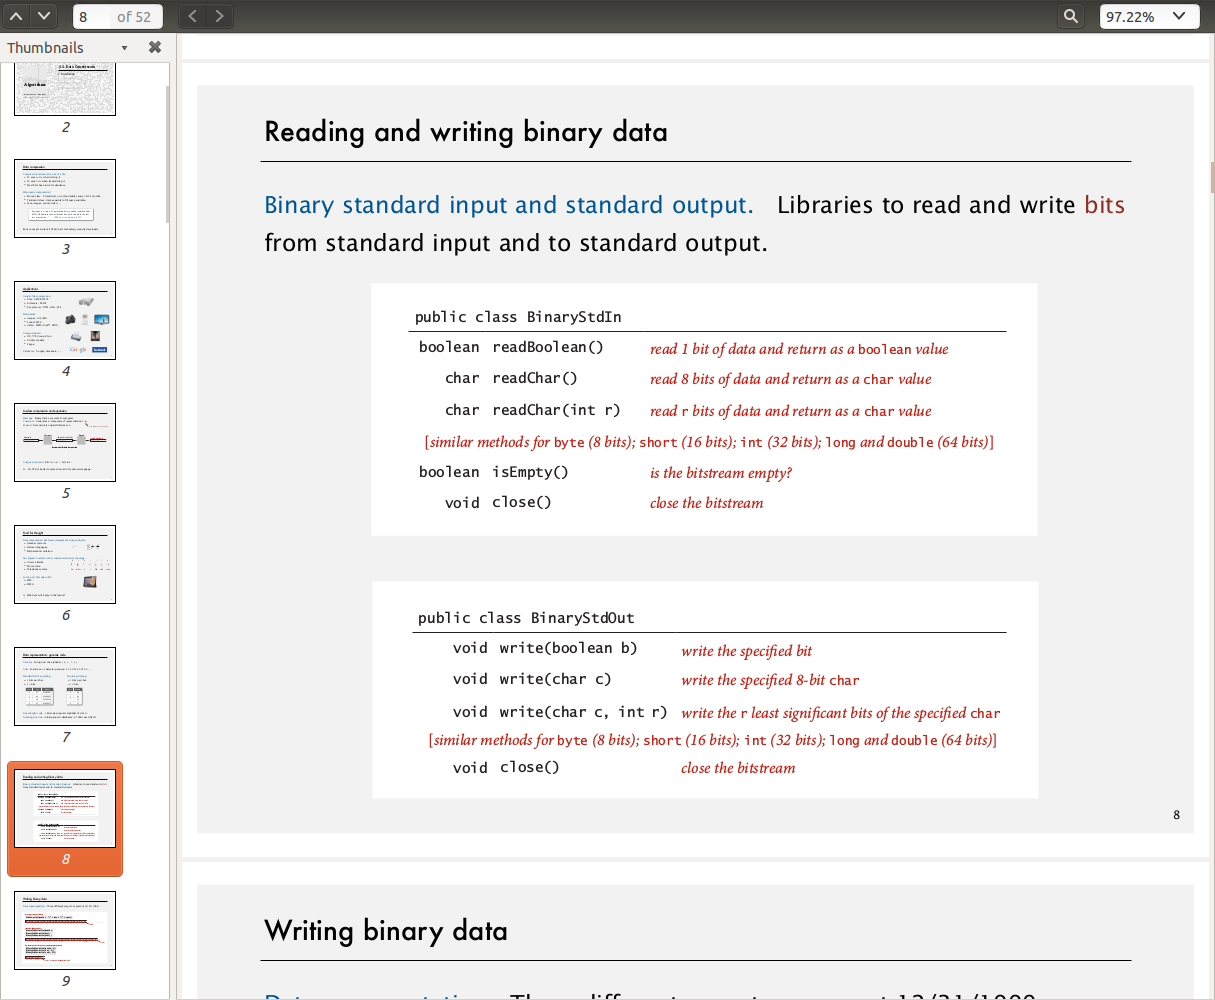 8 of 52
97.22%
Thumbnails
2
3
4
5
6
7
8
9
Reading and writing binary data
Binary standard input and standard output. Libraries to read and write bits
from standard input and to standard output.
public class BinaryStdIn
boolean readBoolean() read 1 bit of data and return as a boolean value
char readChar() read 8 bits of data and return as a char value
char readChar(int r) read r bits of data and return as a char value
[similar methods for byte (8 bits); short (16 bits); int (32 bits); long and double (64 bits)]
boolean isEmpty() is the bitstream empty?
void close() close the bitstream
public class BinaryStdOut
void write(boolean b) write the specified bit
void write(char c) write the specified 8-bit char
void write(char c, int r) write the r least significant bits of the specified char
[similar methods for byte (8 bits); short (16 bits); int (32 bits); long and double (64 bits)]
void close() close the bitstream
8
Writing binary data